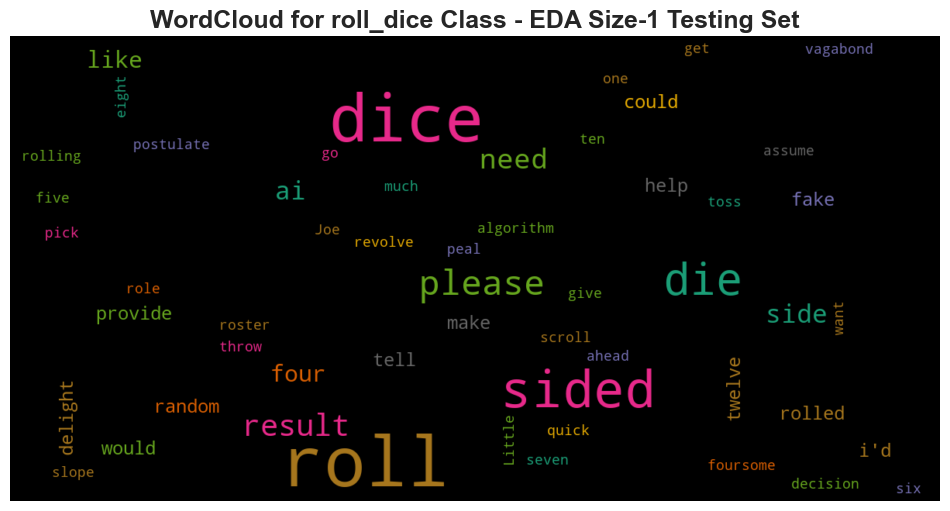 WordCloud for roll_dice Class - EDA Size-1 Testing Set
get
vagabond
like
one
eight
could
dice
ten
postulate
go
need
assume
rolling
ai
much
help
five
toss
fake
pick
Joe
algorithm
revolve
peal
please
die
role
give
provide
side
want
roster
make
scroll
throw
tell
ahead
four
sided
twelve
delight
random
rolled
result
quick
Little
would
roll
i'd
seven
foursome
slope
decision
six